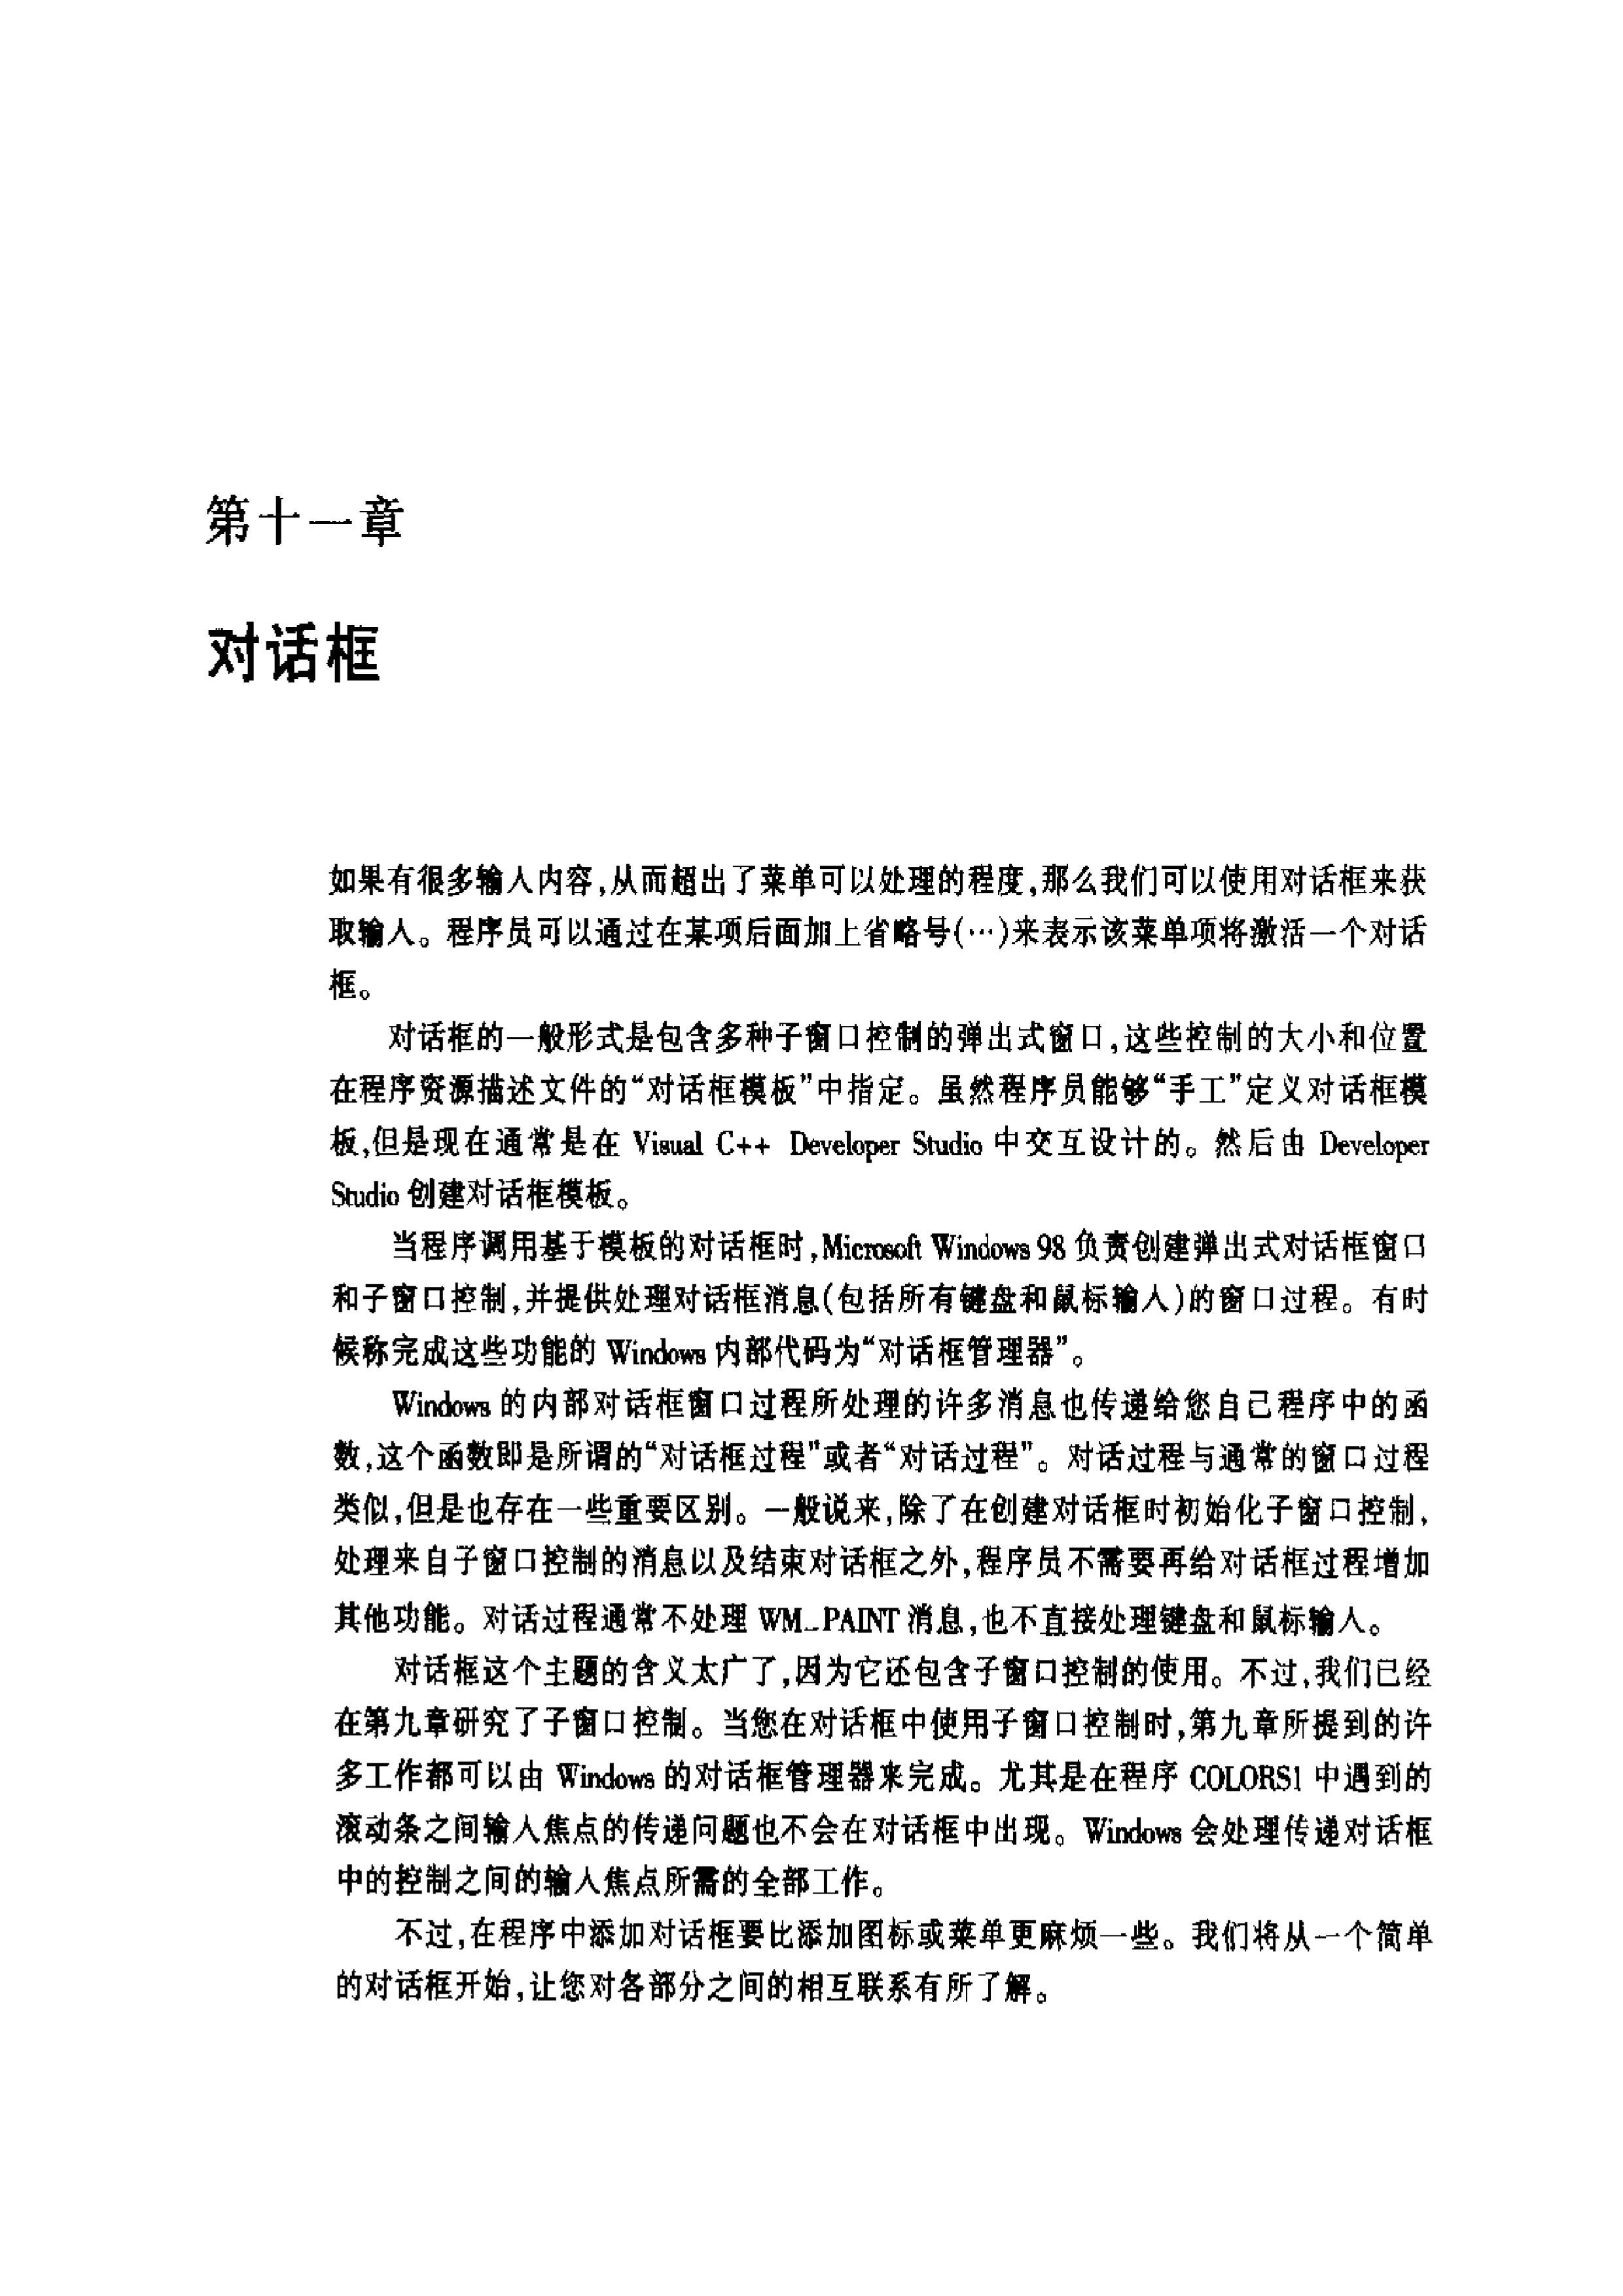 第十一章
对话框
如果有很多输人内容,从而超出了菜单可以处理的程度,那么我们可以使用对话框来获
取输人。程序员可以通过在某项后面加上省略号(…)来表示该菜单项将激活一个对话
框。
对话框的一般形式是包含多种子窗口控制的弹出式窗口,这些控制的大小和位置
在程序资源描述文件的“对话框模板”中指定。虽然程序员能够“手工”定义对话框模
板,但是现在通常是在 Visual C++ Developer Studio 中交互设计的。然后由 Developer
Studio 创建对话框模板。
当程序调用基于模板的对话框时,Microsoft Windows 98 负责创建弹出式对话框窗口
和子窗口控制,并提供处理对话框消息(包括所有键盘和鼠标输人)的窗口过程。有时
候称完成这些功能的 Windows 内部代码为“对话框管理器”。
Windows 的内部对话框窗口过程所处理的许多消息也传递给您自己程序中的函
数,这个函数即是所谓的“对话框过程”或者“对话过程”。对话过程与通常的窗口过程
类似,但是也存在一些重要区别。一般说来,除了在创建对话框时初始化子窗口控制,
处理来自子窗口控制的消息以及结束对话框之外,程序员不需要再给对话框过程增加
其他功能。对话过程通常不处理 WM_PAINT 消息,也不直接处理键盘和鼠标输人。
对话框这个主题的含义太广了,因为它还包含子窗口控制的使用。不过,我们已经
在第九章研究了子窗口控制。当您在对话框中使用子窗口控制时,第九章所提到的许
多工作都可以由 Windows 的对话框管理器来完成。尤其是在程序 COLORS1 中遇到的
滚动条之间输人焦点的传递问题也不会在对话框中出现。Windows 会处理传递对话框
中的控制之间的输人焦点所需的全部工作。
不过,在程序中添加对话框要比添加图标或菜单更麻烦一些。我们将从一个简单
的对话框开始,让您对各部分之间的相互联系有所了解。